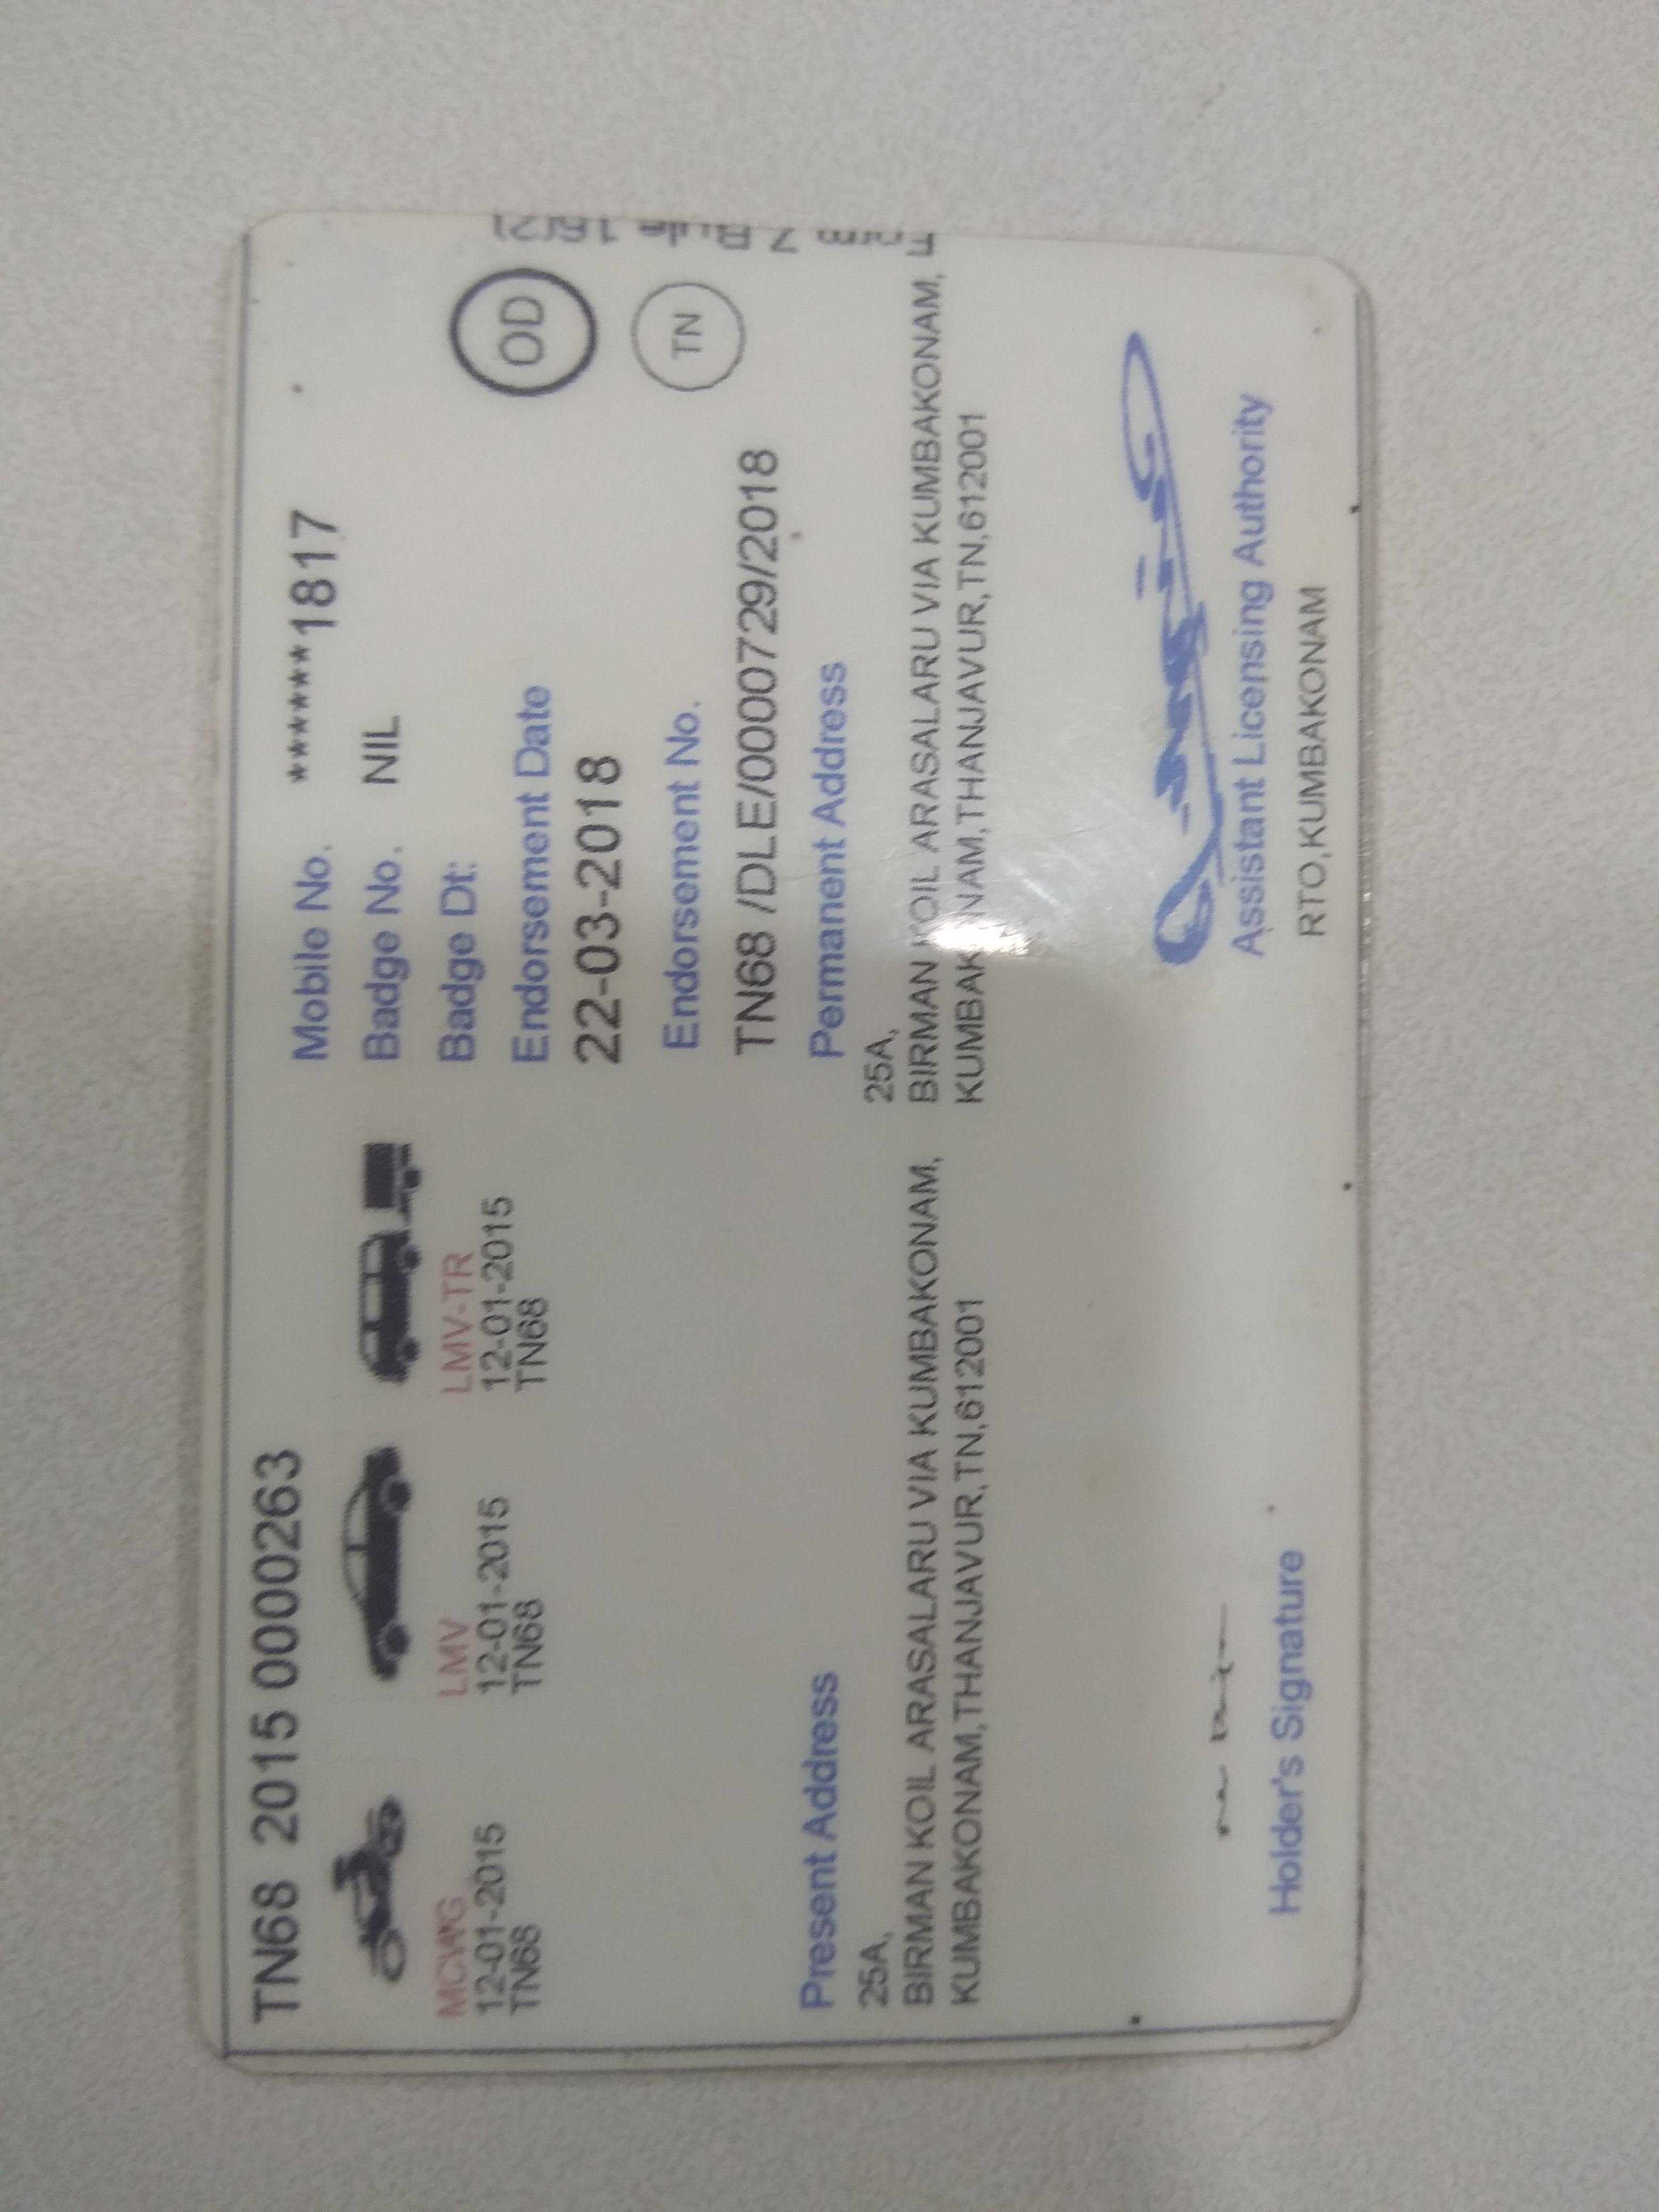 TN68 2015 0000263
MCWG
12-01-2015
TN68
LMV
12-01-2015
TN68
LMV-TR
12-01-2015
TN68
Mobile No. ******1817
Badge No. NIL
Badge Dt:
Endorsement Date
22-03-2018
Endorsement No.
TN68 /DLE/0000729/2018
OD
TN
Form 7 Rule 16(2)
Present Address
25A,
BIRMAN KOIL ARASALARU VIA KUMBAKONAM,
KUMBAKONAM,THANJAVUR,TN,612001
Permanent Address
25A,
BIRMAN KOIL ARASALARU VIA KUMBAKONAM,
KUMBAKONAM,THANJAVUR,TN,612001
Holder's Signature
Assistant Licensing Authority
RTO,KUMBAKONAM